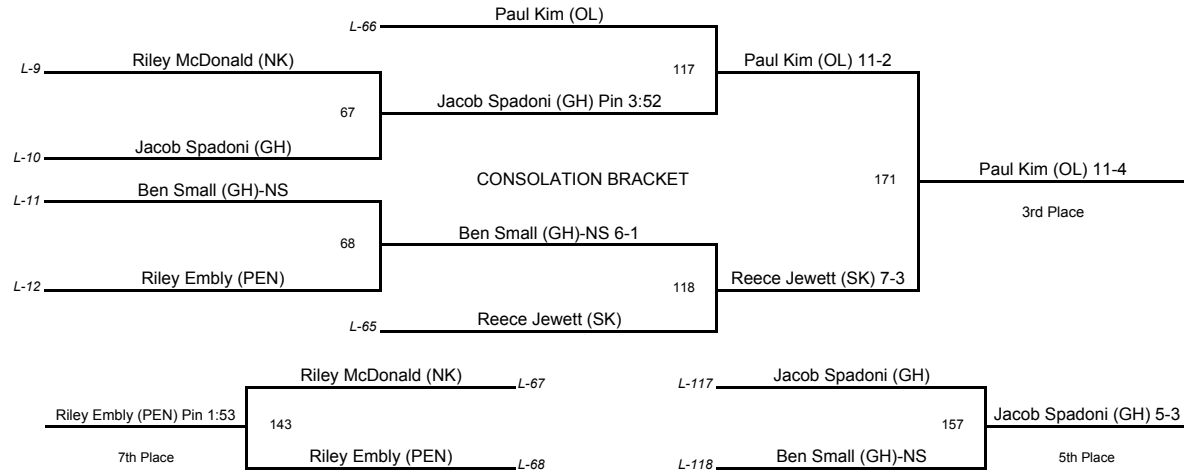 Paul Kim (OL)
L-66
Riley McDonald (NK)
L-9
117
Paul Kim (OL) 11-2
67
Jacob Spadoni (GH) Pin 3:52
Jacob Spadoni (GH)
L-10
Ben Small (GH)-NS
L-11
CONSOLATION BRACKET
171
Paul Kim (OL) 11-4
3rd Place
68
Ben Small (GH)-NS 6-1
Riley Embly (PEN)
L-12
118
Reece Jewett (SK) 7-3
Reece Jewett (SK)
L-65
Riley McDonald (NK)
L-67
Riley Embly (PEN) Pin 1:53
143
7th Place
Riley Embly (PEN)
L-68
L-117
Jacob Spadoni (GH)
157
Jacob Spadoni (GH) 5-3
5th Place
L-118
Ben Small (GH)-NS